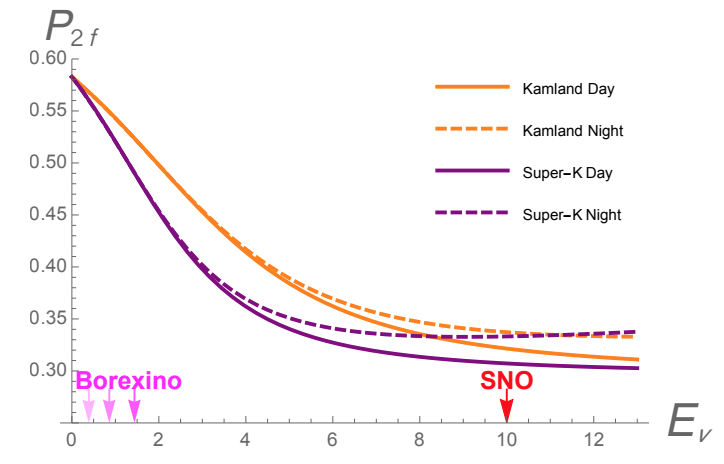 P2 f
0.60
0.55
0.50
0.45
0.40
0.35
0.30
Kamland Day
Kamland Night
Super-K Day
Super-K Night
Borexino
SNO
0 2 4 6 8 10 12
Eν